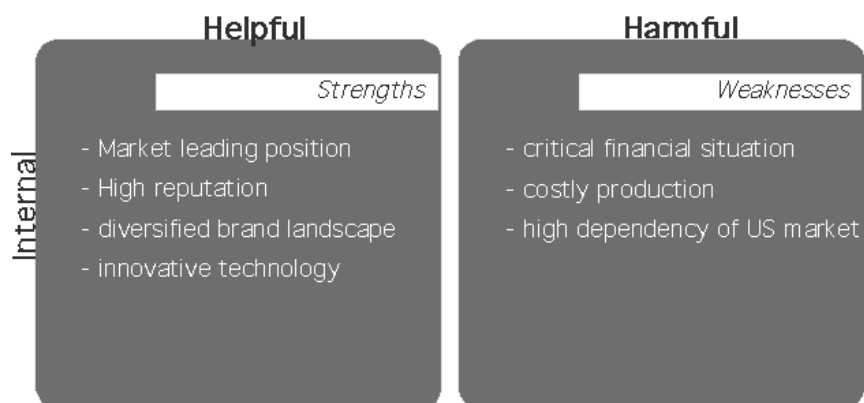 Helpful
Harmful
Internal
Strengths
- Market leading position
- High reputation
- diversified brand landscape
- innovative technology
Weaknesses
- critical financial situation
- costly production
- high dependency of US market